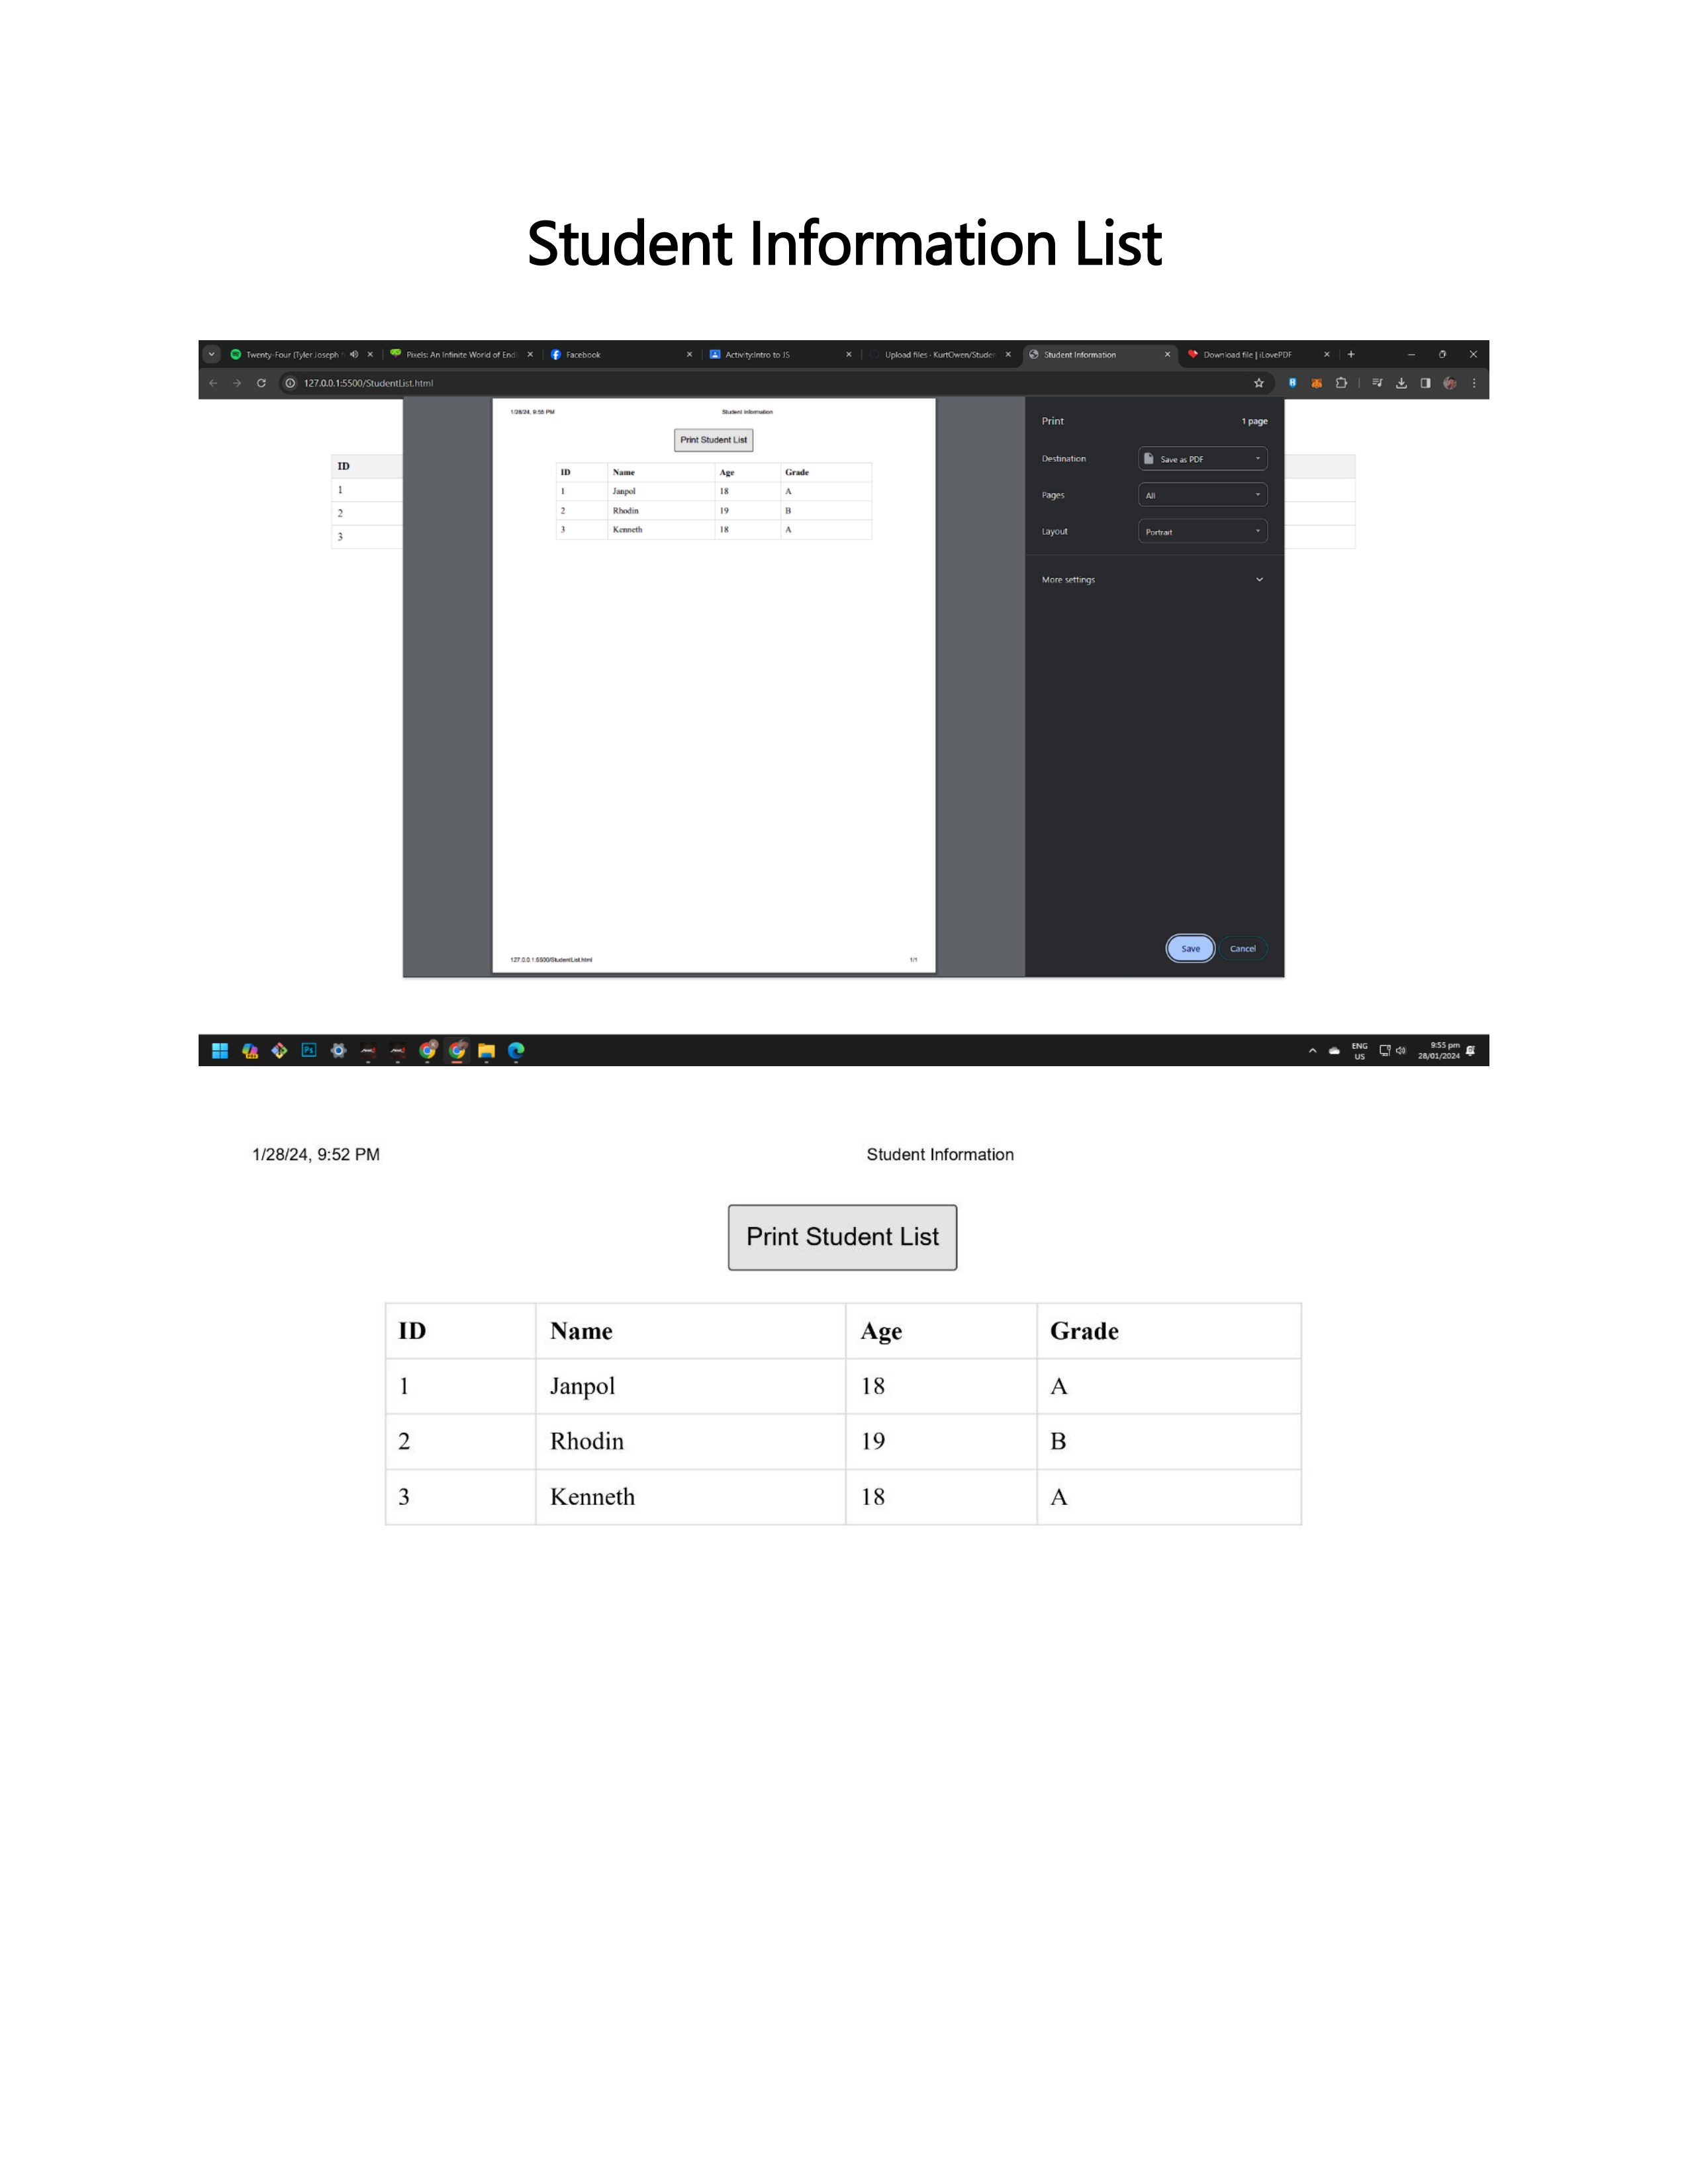 Student Information List
Twenty-Four (Tyler Joseph
Pixels: An Infinite World of End
Facebook
Activity:Intro to JS
Upload files · KurtOwen/Studen
Student Information
Download file | iLovePDF
127.0.0.1:5500/StudentList.html
1/28/24, 9:55 PM Student Information
Print Student List
ID Name Age Grade
1 Janpol 18 A
2 Rhodin 19 B
3 Kenneth 18 A
127.0.0.1:5500/StudentList.html 1/1
ID
1
2
3
Print 1 page
Destination Save as PDF
Pages All
Layout Portrait
More settings
Save Cancel
Ps
ENG
US
9:55 pm
28/01/2024
1/28/24, 9:52 PM Student Information
Print Student List
ID Name Age Grade
1 Janpol 18 A
2 Rhodin 19 B
3 Kenneth 18 A